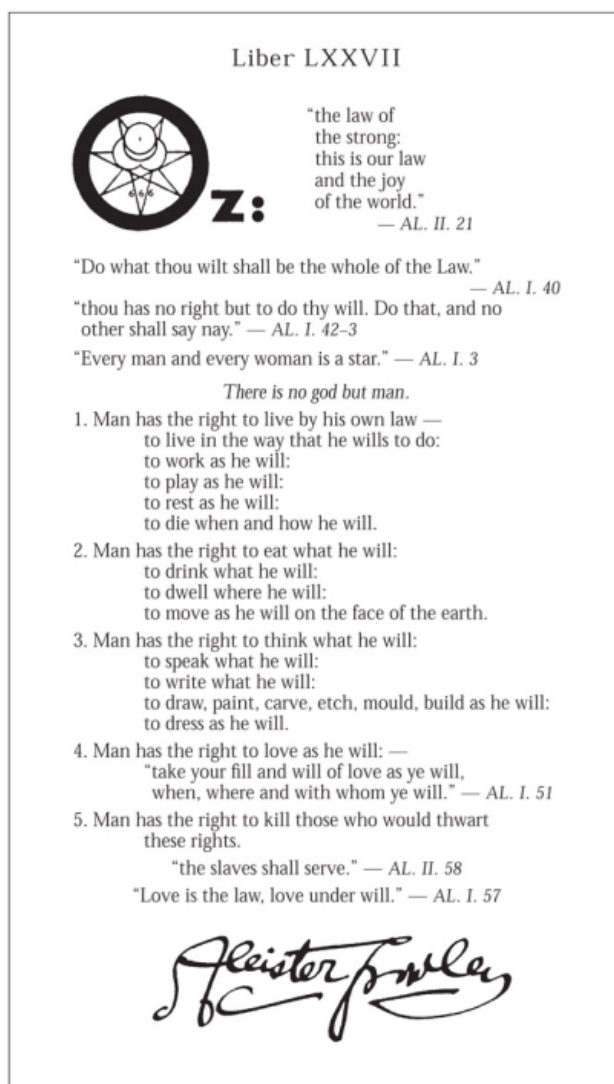 Liber LXXVII
666
Oz:
“the law of
the strong:
this is our law
and the joy
of the world.”
— AL. II. 21
“Do what thou wilt shall be the whole of the Law.”
— AL. I. 40
“thou has no right but to do thy will. Do that, and no
other shall say nay.” — AL. I. 42–3
“Every man and every woman is a star.” — AL. I. 3
There is no god but man.
1. Man has the right to live by his own law —
to live in the way that he wills to do:
to work as he will:
to play as he will:
to rest as he will:
to die when and how he will.
2. Man has the right to eat what he will:
to drink what he will:
to dwell where he will:
to move as he will on the face of the earth.
3. Man has the right to think what he will:
to speak what he will:
to write what he will:
to draw, paint, carve, etch, mould, build as he will:
to dress as he will.
4. Man has the right to love as he will: —
“take your fill and will of love as ye will,
when, where and with whom ye will.” — AL. I. 51
5. Man has the right to kill those who would thwart
these rights.
“the slaves shall serve.” — AL. II. 58
“Love is the law, love under will.” — AL. I. 57
Aleister Crowley